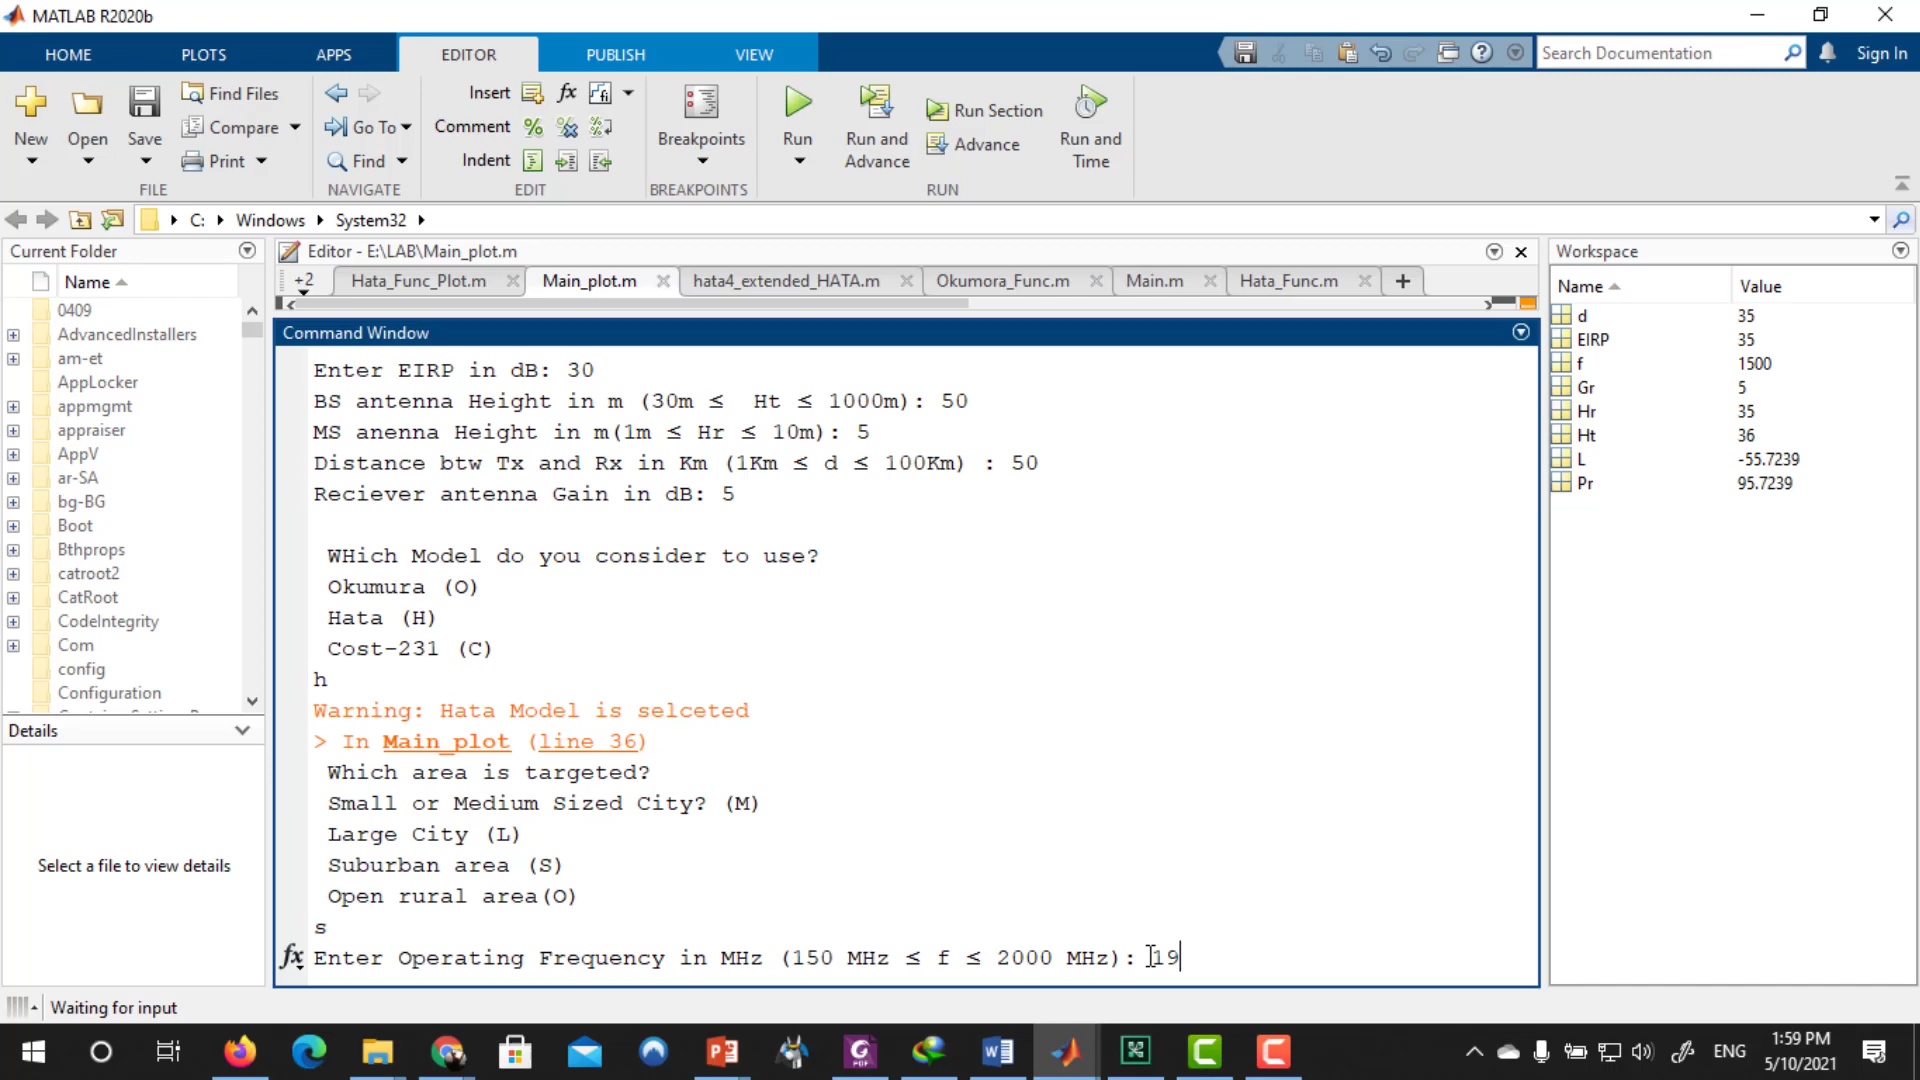 MATLAB R2020b
HOME PLOTS APPS EDITOR PUBLISH VIEW
Search Documentation
Sign In
New
Open
Save
Find Files
Compare
Print
Go To
Find
Insert fx
Comment
Indent
Breakpoints
Run
Run and
Advance
Run Section
Advance
Run and
Time
FILE NAVIGATE EDIT BREAKPOINTS RUN
C: Windows System32
Current Folder
Name
0409
AdvancedInstallers
am-et
AppLocker
appmgmt
appraiser
AppV
ar-SA
bg-BG
Boot
Bthprops
catroot2
CatRoot
CodeIntegrity
Com
config
Configuration
Details
Select a file to view details
Editor - E:\LAB\Main_plot.m
+2 Hata_Func_Plot.m Main_plot.m hata4_extended_HATA.m Okumora_Func.m Main.m Hata_Func.m
Command Window
Enter EIRP in dB: 30
BS antenna Height in m (30m ≤  Ht ≤ 1000m): 50
MS anenna Height in m(1m ≤ Hr ≤ 10m): 5
Distance btw Tx and Rx in Km (1Km ≤ d ≤ 100Km) : 50
Reciever antenna Gain in dB: 5
WHich Model do you consider to use?
Okumura (O)
Hata (H)
Cost-231 (C)
h
Warning: Hata Model is selceted
> In Main_plot (line 36)
Which area is targeted?
Small or Medium Sized City? (M)
Large City (L)
Suburban area (S)
Open rural area(O)
s
fx Enter Operating Frequency in MHz (150 MHz ≤ f ≤ 2000 MHz): 19
Workspace
Name Value
d 35
EIRP 35
f 1500
Gr 5
Hr 35
Ht 36
L -55.7239
Pr 95.7239
Waiting for input
ENG
1:59 PM
5/10/2021